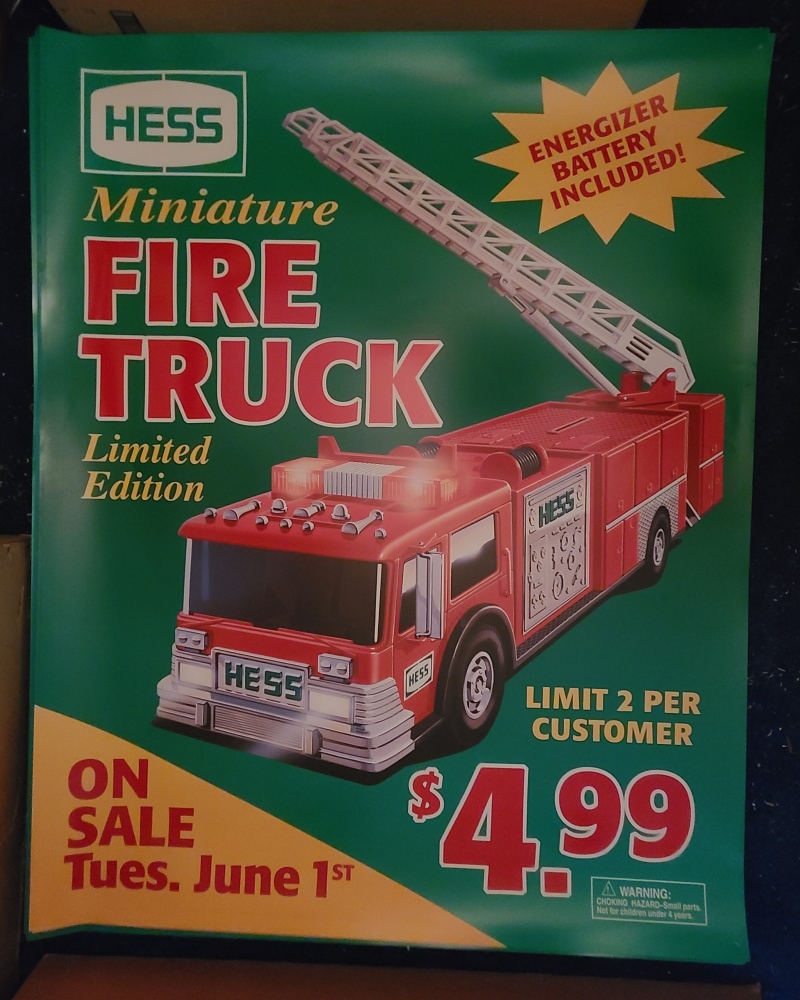 HESS
Miniature
FIRE
TRUCK
Limited
Edition
ENERGIZER
BATTERY
INCLUDED!
HESS
HESS
HESS
LIMIT 2 PER
CUSTOMER
$4.99
ON
SALE
Tues. June 1ST
WARNING:
CHOKING HAZARD–Small parts.
Not for children under 4 years.